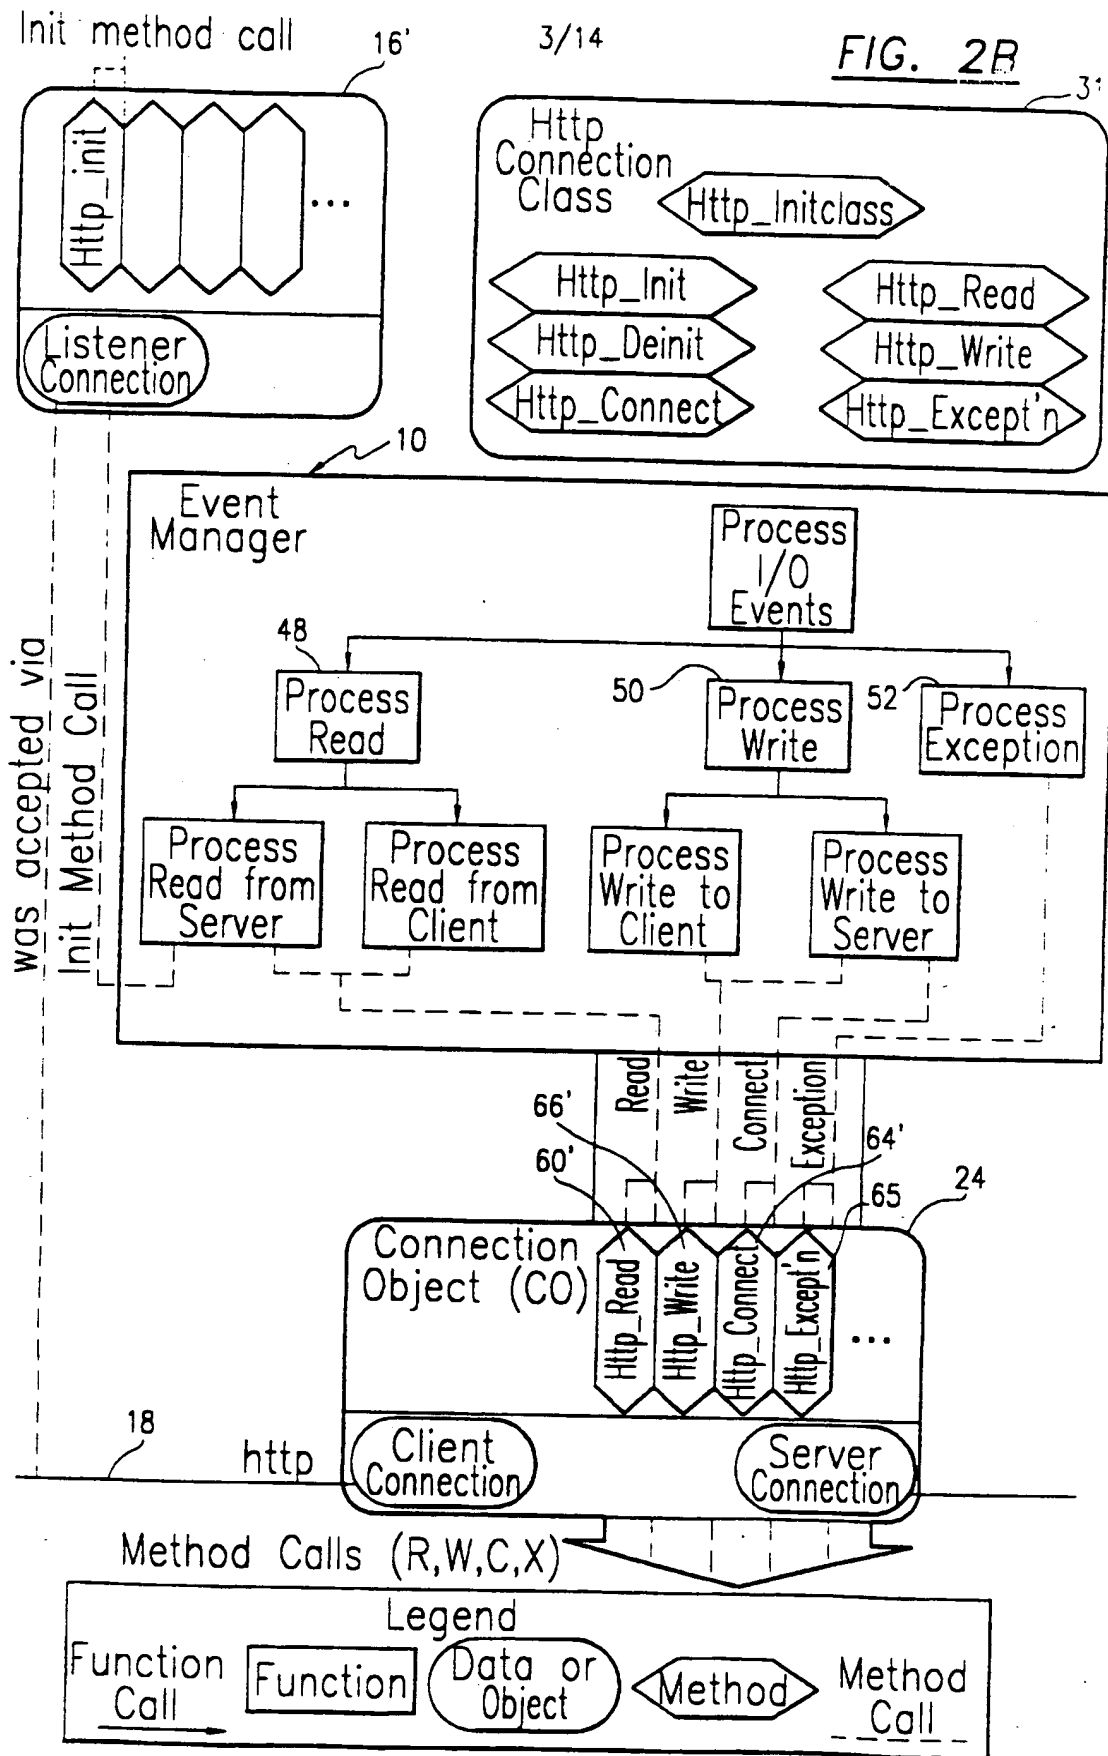 Init method call
16'
3/14
FIG. 2B
Http_init
...
Listener
Connection
31
Http
Connection
Class
Http_Initclass
Http_Init
Http_Deinit
Http_Connect
Http_Read
Http_Write
Http_Except'n
10
Event
Manager
Process
I/O
Events
48
Process
Read
50
Process
Write
52
Process
Exception
Process
Read from
Server
Process
Read from
Client
Process
Write to
Client
Process
Write to
Server
was accepted via
Init Method Call
Read
Write
Connect
Exception
66'
60'
64'
65
24
Connection
Object (CO)
Http_Read
Http_Write
Http_Connect
Http_Except'n
...
18
http
Client
Connection
Server
Connection
Method Calls (R,W,C,X)
Legend
Function
Call
Function
Data or
Object
Method
Method
Call